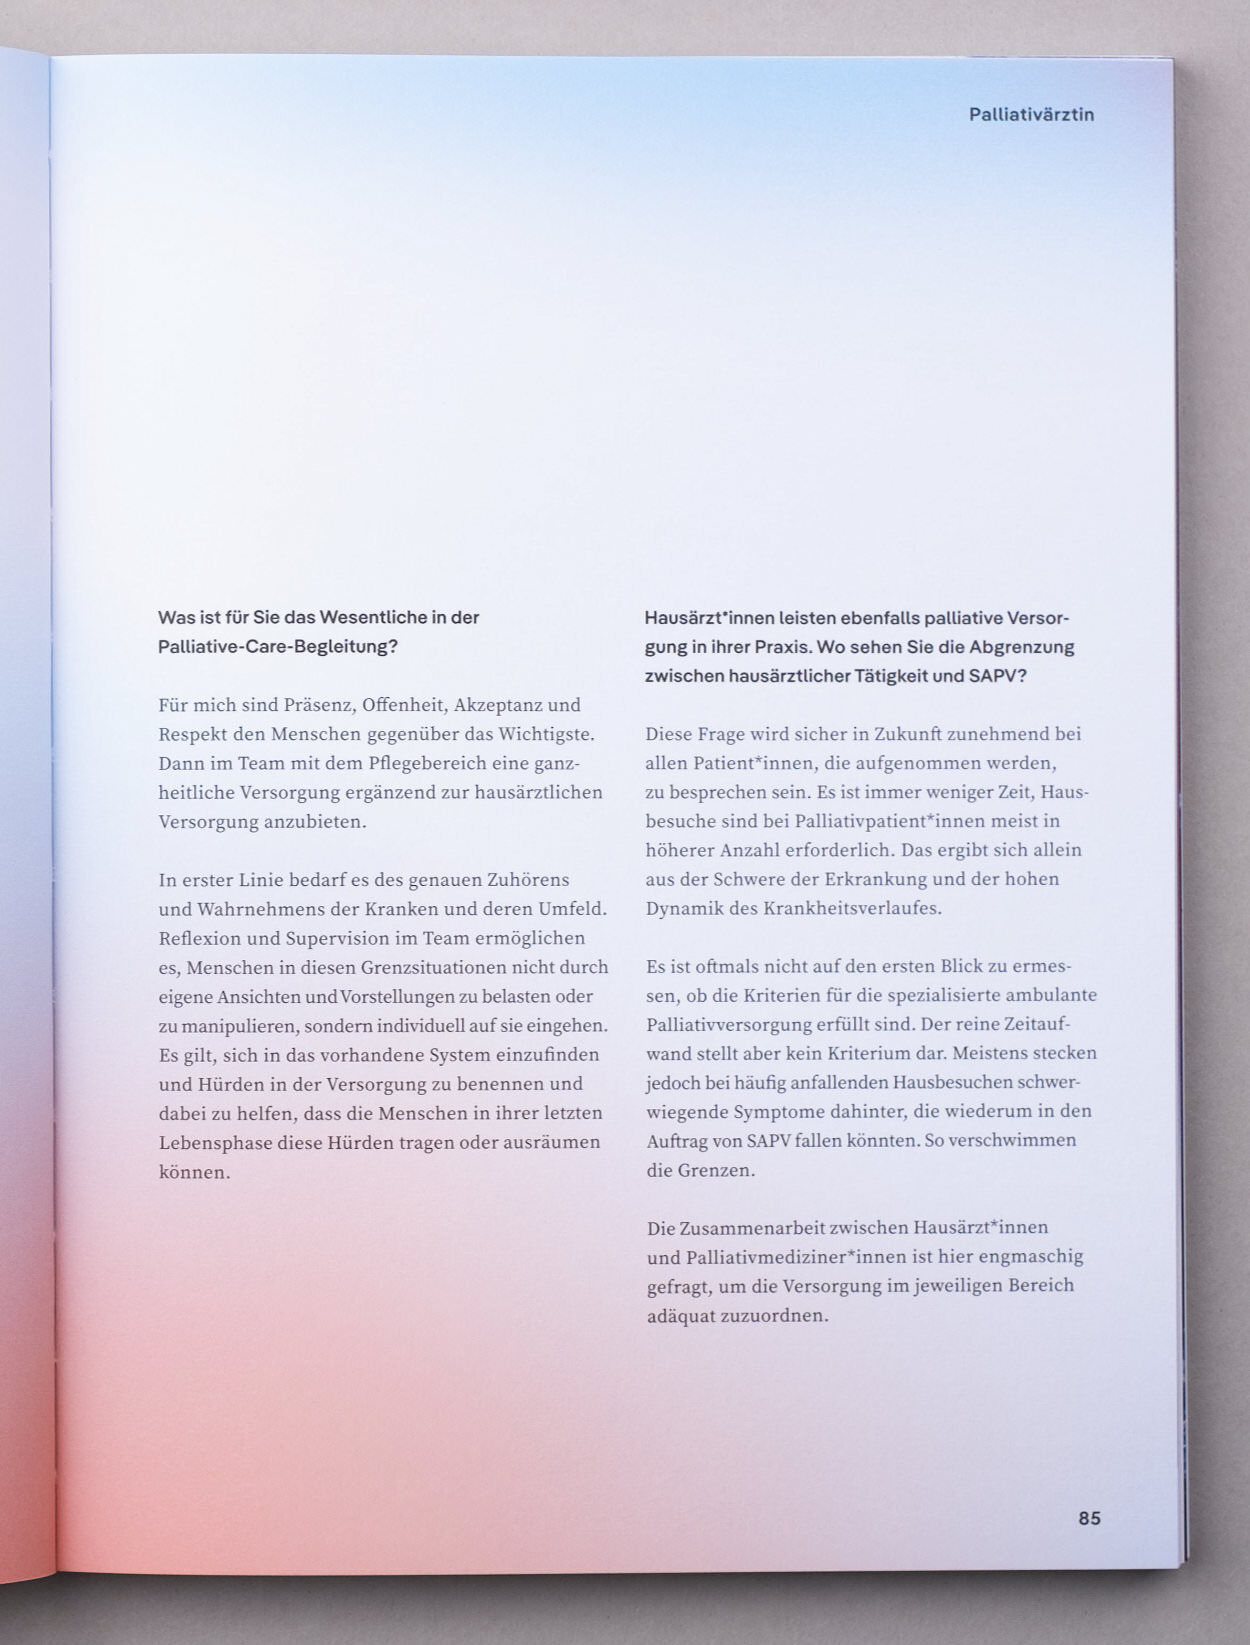 Palliativärztin
Was ist für Sie das Wesentliche in der
Palliative-Care-Begleitung?
Für mich sind Präsenz, Offenheit, Akzeptanz und
Respekt den Menschen gegenüber das Wichtigste.
Dann im Team mit dem Pflegebereich eine ganz-
heitliche Versorgung ergänzend zur hausärztlichen
Versorgung anzubieten.
In erster Linie bedarf es des genauen Zuhörens
und Wahrnehmens der Kranken und deren Umfeld.
Reflexion und Supervision im Team ermöglichen
es, Menschen in diesen Grenzsituationen nicht durch
eigene Ansichten und Vorstellungen zu belasten oder
zu manipulieren, sondern individuell auf sie eingehen.
Es gilt, sich in das vorhandene System einzufinden
und Hürden in der Versorgung zu benennen und
dabei zu helfen, dass die Menschen in ihrer letzten
Lebensphase diese Hürden tragen oder ausräumen
können.
Hausärzt*innen leisten ebenfalls palliative Versor-
gung in ihrer Praxis. Wo sehen Sie die Abgrenzung
zwischen hausärztlicher Tätigkeit und SAPV?
Diese Frage wird sicher in Zukunft zunehmend bei
allen Patient*innen, die aufgenommen werden,
zu besprechen sein. Es ist immer weniger Zeit, Haus-
besuche sind bei Palliativpatient*innen meist in
höherer Anzahl erforderlich. Das ergibt sich allein
aus der Schwere der Erkrankung und der hohen
Dynamik des Krankheitsverlaufes.
Es ist oftmals nicht auf den ersten Blick zu ermes-
sen, ob die Kriterien für die spezialisierte ambulante
Palliativversorgung erfüllt sind. Der reine Zeitauf-
wand stellt aber kein Kriterium dar. Meistens stecken
jedoch bei häufig anfallenden Hausbesuchen schwer-
wiegende Symptome dahinter, die wiederum in den
Auftrag von SAPV fallen könnten. So verschwimmen
die Grenzen.
Die Zusammenarbeit zwischen Hausärzt*innen
und Palliativmediziner*innen ist hier engmaschig
gefragt, um die Versorgung im jeweiligen Bereich
adäquat zuzuordnen.
85